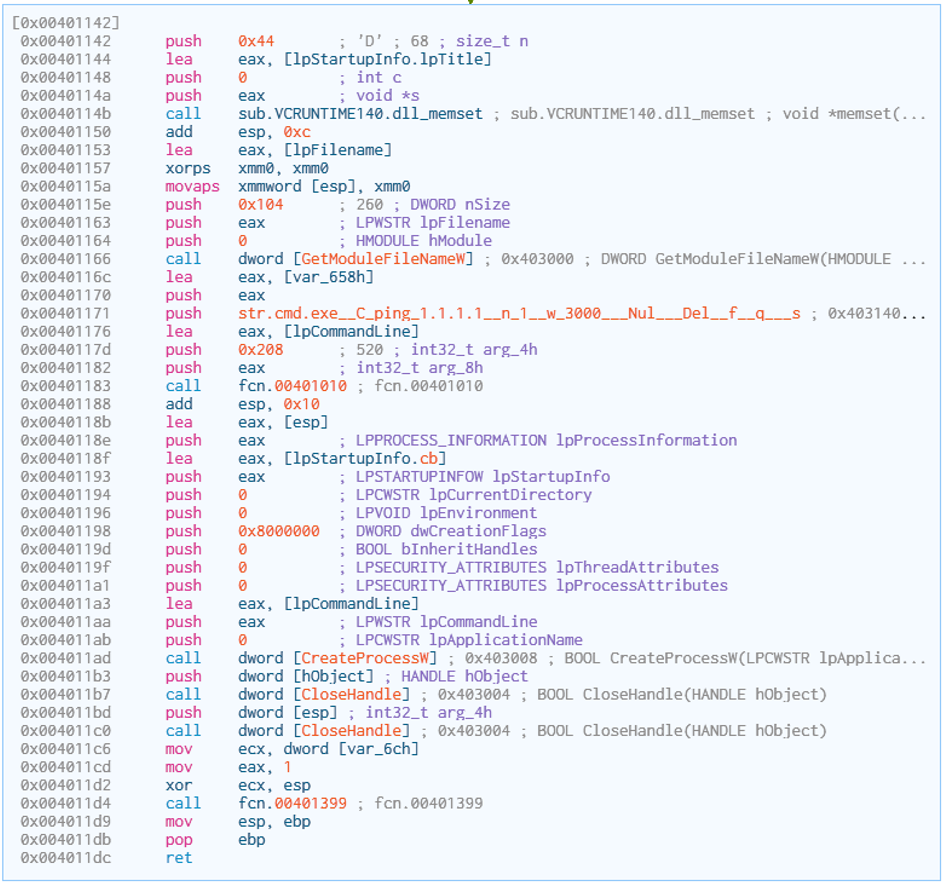 [0x00401142]
0x00401142 push 0x44 ; 'D' ; 68 ; size_t n
0x00401144 lea eax, [lpStartupInfo.lpTitle]
0x00401148 push 0 ; int c
0x0040114a push eax ; void *s
0x0040114b call sub.VCRUNTIME140.dll_memset ; sub.VCRUNTIME140.dll_memset ; void *memset(...
0x00401150 add esp, 0xc
0x00401153 lea eax, [lpFilename]
0x00401157 xorps xmm0, xmm0
0x0040115a movaps xmmword [esp], xmm0
0x0040115e push 0x104 ; 260 ; DWORD nSize
0x00401163 push eax ; LPWSTR lpFilename
0x00401164 push 0 ; HMODULE hModule
0x00401166 call dword [GetModuleFileNameW] ; 0x403000 ; DWORD GetModuleFileNameW(HMODULE ...
0x0040116c lea eax, [var_658h]
0x00401170 push eax
0x00401171 push str.cmd.exe__C_ping_1.1.1.1__n_1__w_3000___Nul___Del__f__q___s ; 0x403140...
0x00401176 lea eax, [lpCommandLine]
0x0040117d push 0x208 ; 520 ; int32_t arg_4h
0x00401182 push eax ; int32_t arg_8h
0x00401183 call fcn.00401010 ; fcn.00401010
0x00401188 add esp, 0x10
0x0040118b lea eax, [esp]
0x0040118e push eax ; LPPROCESS_INFORMATION lpProcessInformation
0x0040118f lea eax, [lpStartupInfo.cb]
0x00401193 push eax ; LPSTARTUPINFOW lpStartupInfo
0x00401194 push 0 ; LPCWSTR lpCurrentDirectory
0x00401196 push 0 ; LPVOID lpEnvironment
0x00401198 push 0x8000000 ; DWORD dwCreationFlags
0x0040119d push 0 ; BOOL bInheritHandles
0x0040119f push 0 ; LPSECURITY_ATTRIBUTES lpThreadAttributes
0x004011a1 push 0 ; LPSECURITY_ATTRIBUTES lpProcessAttributes
0x004011a3 lea eax, [lpCommandLine]
0x004011aa push eax ; LPWSTR lpCommandLine
0x004011ab push 0 ; LPCWSTR lpApplicationName
0x004011ad call dword [CreateProcessW] ; 0x403008 ; BOOL CreateProcessW(LPCWSTR lpApplica...
0x004011b3 push dword [hObject] ; HANDLE hObject
0x004011b7 call dword [CloseHandle] ; 0x403004 ; BOOL CloseHandle(HANDLE hObject)
0x004011bd push dword [esp] ; int32_t arg_4h
0x004011c0 call dword [CloseHandle] ; 0x403004 ; BOOL CloseHandle(HANDLE hObject)
0x004011c6 mov ecx, dword [var_6ch]
0x004011cd mov eax, 1
0x004011d2 xor ecx, esp
0x004011d4 call fcn.00401399 ; fcn.00401399
0x004011d9 mov esp, ebp
0x004011db pop ebp
0x004011dc ret